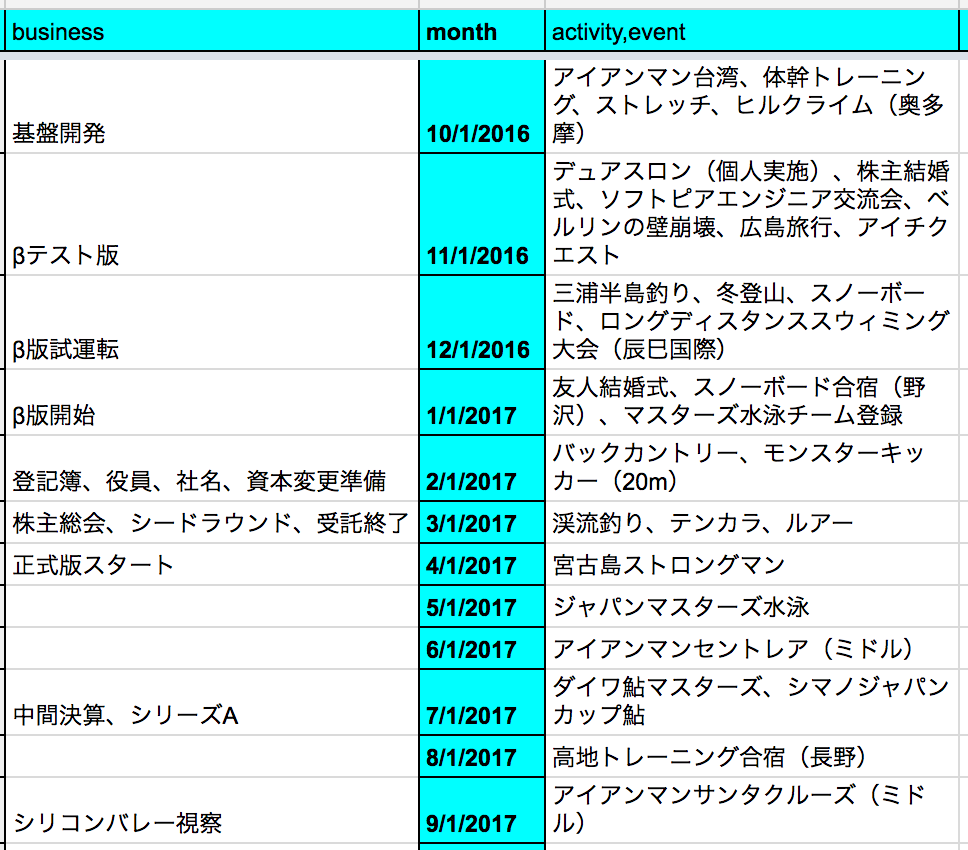 business
month
activity,event
基盤開発
10/1/2016
アイアンマン台湾、体幹トレーニン
グ、ストレッチ、ヒルクライム（奥多
摩）
βテスト版
11/1/2016
デュアスロン（個人実施）、株主結婚
式、ソフトピアエンジニア交流会、ベ
ルリンの壁崩壊、広島旅行、アイチク
エスト
β版試運転
12/1/2016
三浦半島釣り、冬登山、スノーボー
ド、ロングディスタンススウィミング
大会（辰巳国際）
β版開始
1/1/2017
友人結婚式、スノーボード合宿（野
沢）、マスターズ水泳チーム登録
登記簿、役員、社名、資本変更準備
2/1/2017
バックカントリー、モンスターキッ
カー（20m）
株主総会、シードラウンド、受託終了
3/1/2017
渓流釣り、テンカラ、ルアー
正式版スタート
4/1/2017
宮古島ストロングマン
5/1/2017
ジャパンマスターズ水泳
6/1/2017
アイアンマンセントレア（ミドル）
中間決算、シリーズA
7/1/2017
ダイワ鮎マスターズ、シマノジャパン
カップ鮎
8/1/2017
高地トレーニング合宿（長野）
シリコンバレー視察
9/1/2017
アイアンマンサンタクルーズ（ミド
ル）